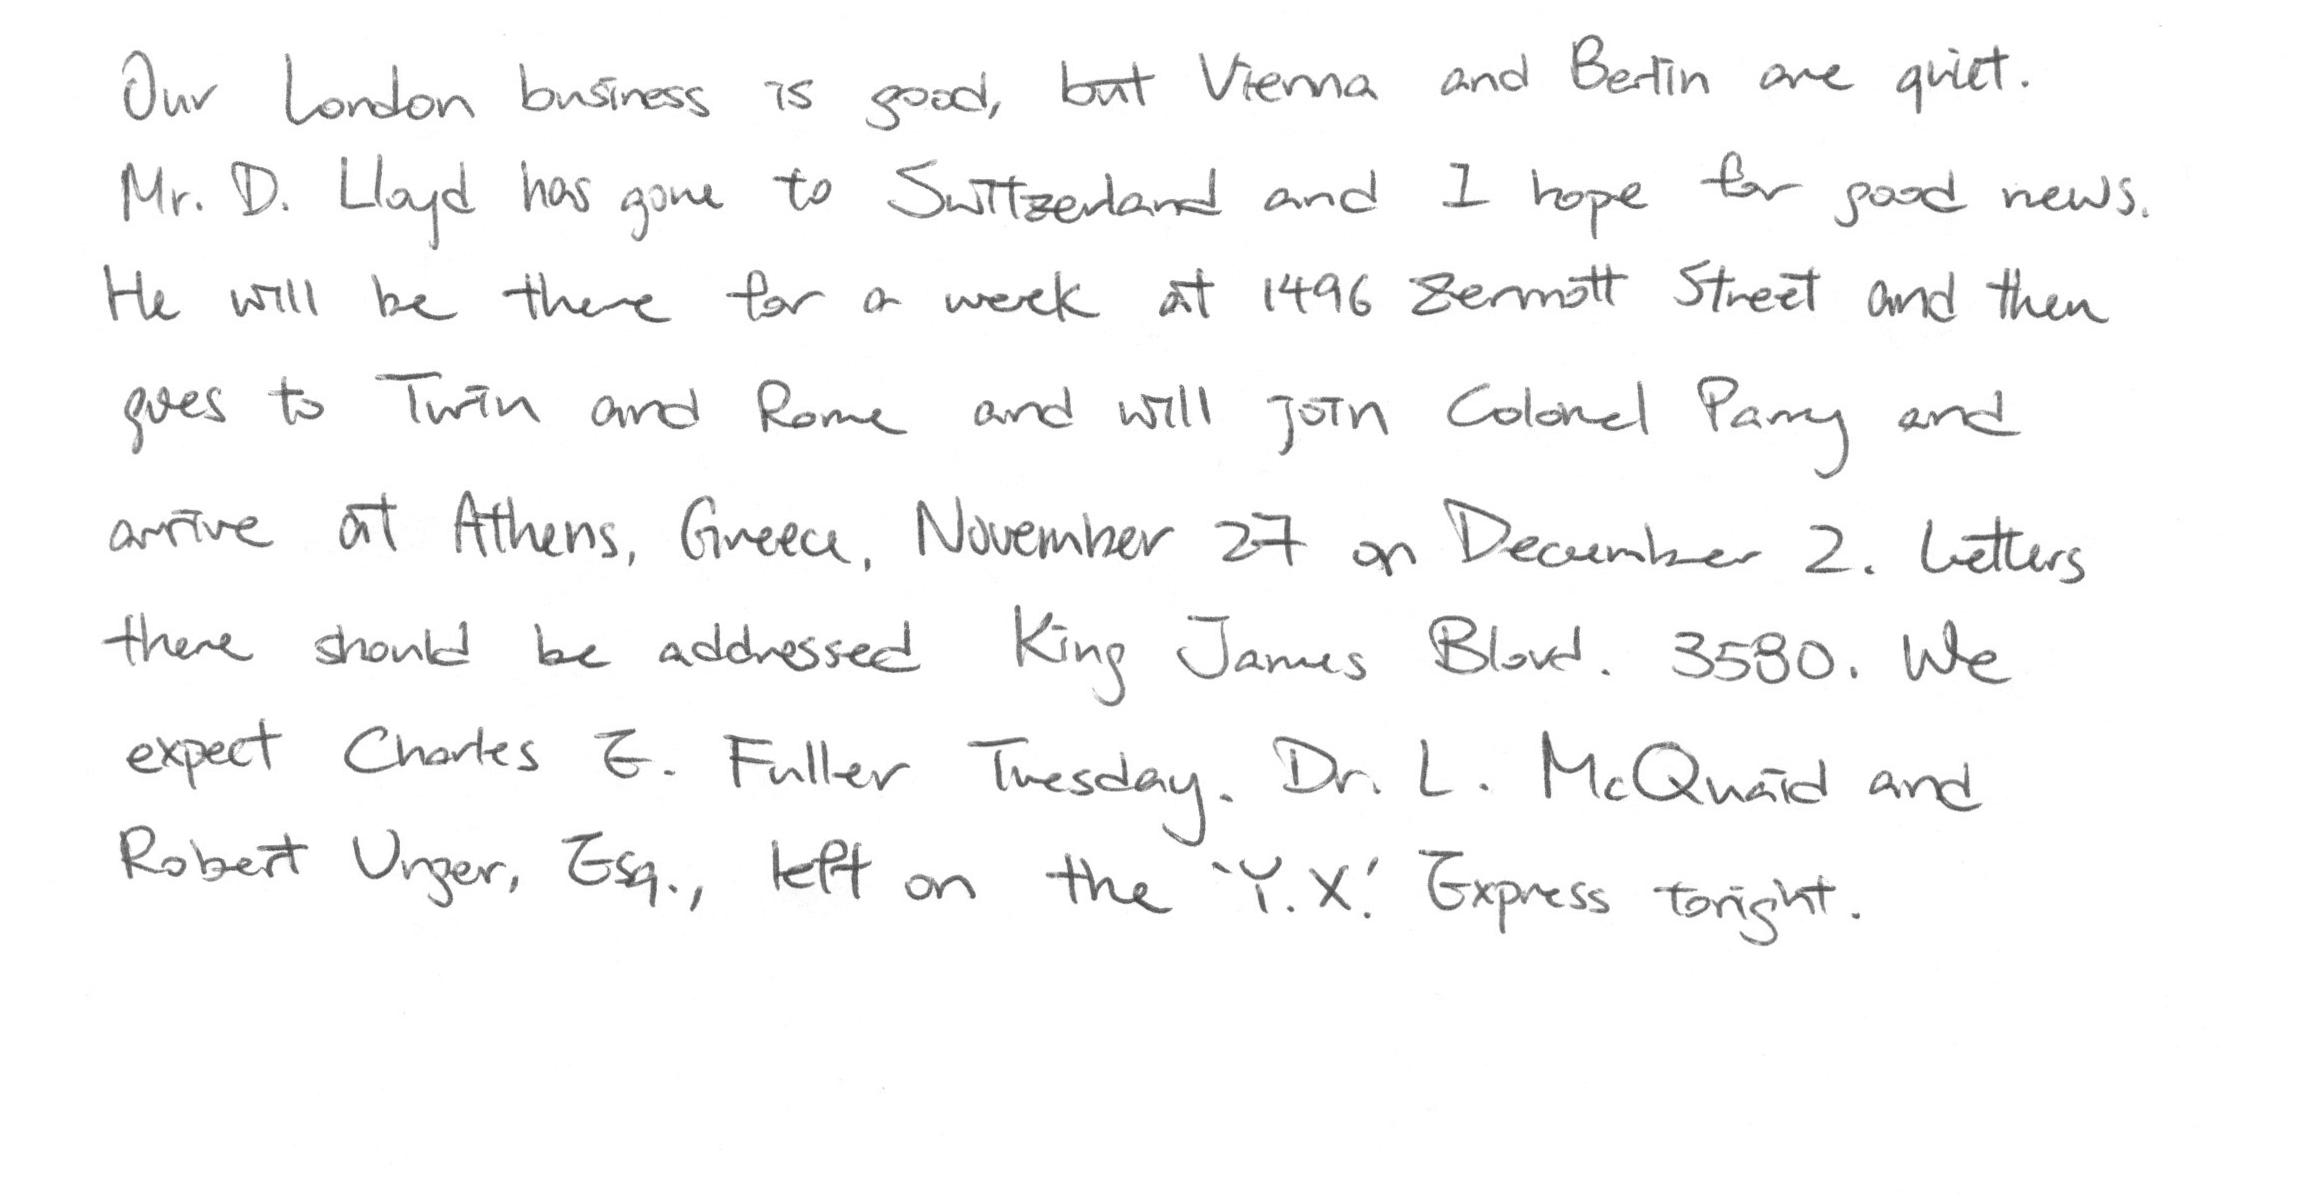 Our London business is good, but Vienna and Berlin are quiet.
Mr. D. Lloyd has gone to Switzerland and I hope for good news.
He will be there for a week at 1496 Zermott Street and then
goes to Turin and Rome and will join Colonel Parry and
arrive at Athens, Greece, November 27 or December 2. Letters
there should be addressed King James Blovd. 3580. We
expect Charles E. Fuller Tuesday. Dr. L. McQuaid and
Robert Unger, Esq., left on the 'Y.X.' Express tonight.